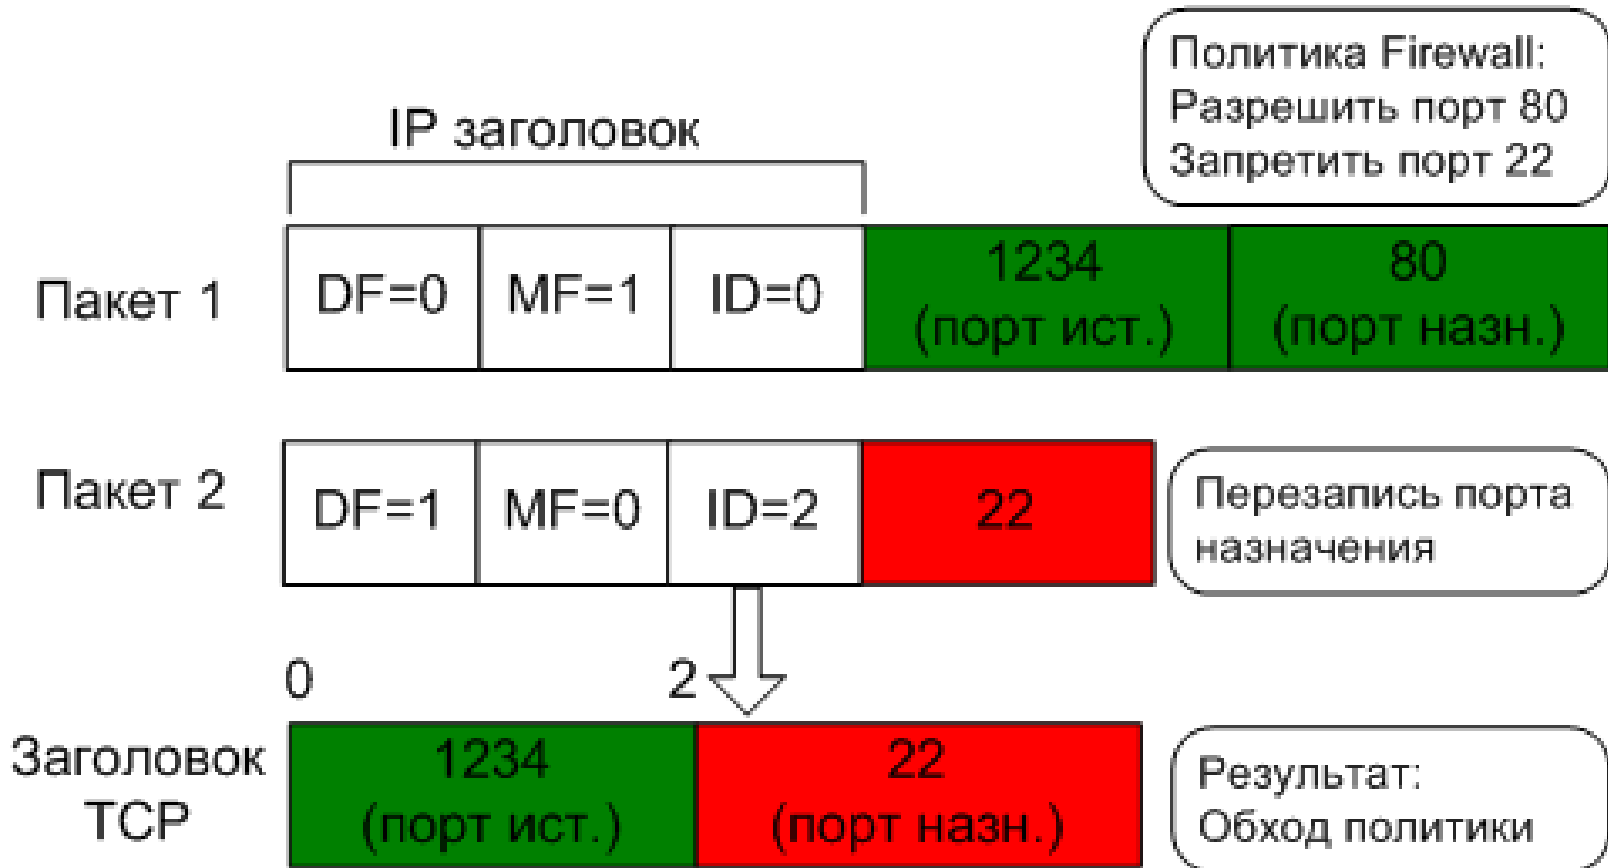 Политика Firewall:
Разрешить порт 80
Запретить порт 22
IP заголовок
Пакет 1
DF=0
MF=1
ID=0
1234
(порт ист.)
80
(порт назн.)
Пакет 2
DF=1
MF=0
ID=2
22
Перезапись порта
назначения
0
2
Заголовок
TCP
1234
(порт ист.)
22
(порт назн.)
Результат:
Обход политики